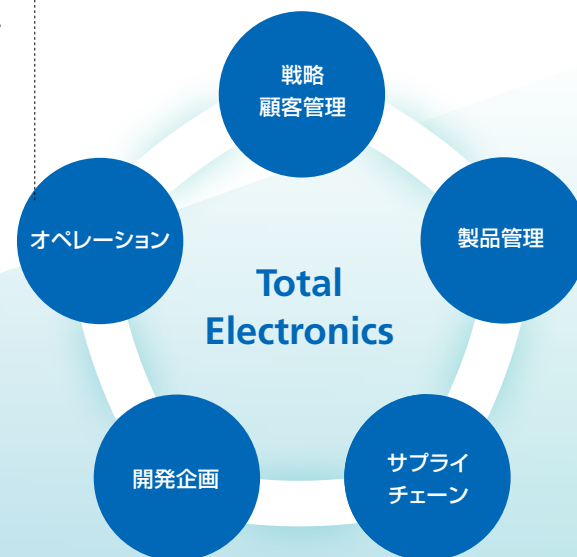 戦略
顧客管理
オペレーション
製品管理
Total
Electronics
開発企画
サプライ
チェーン